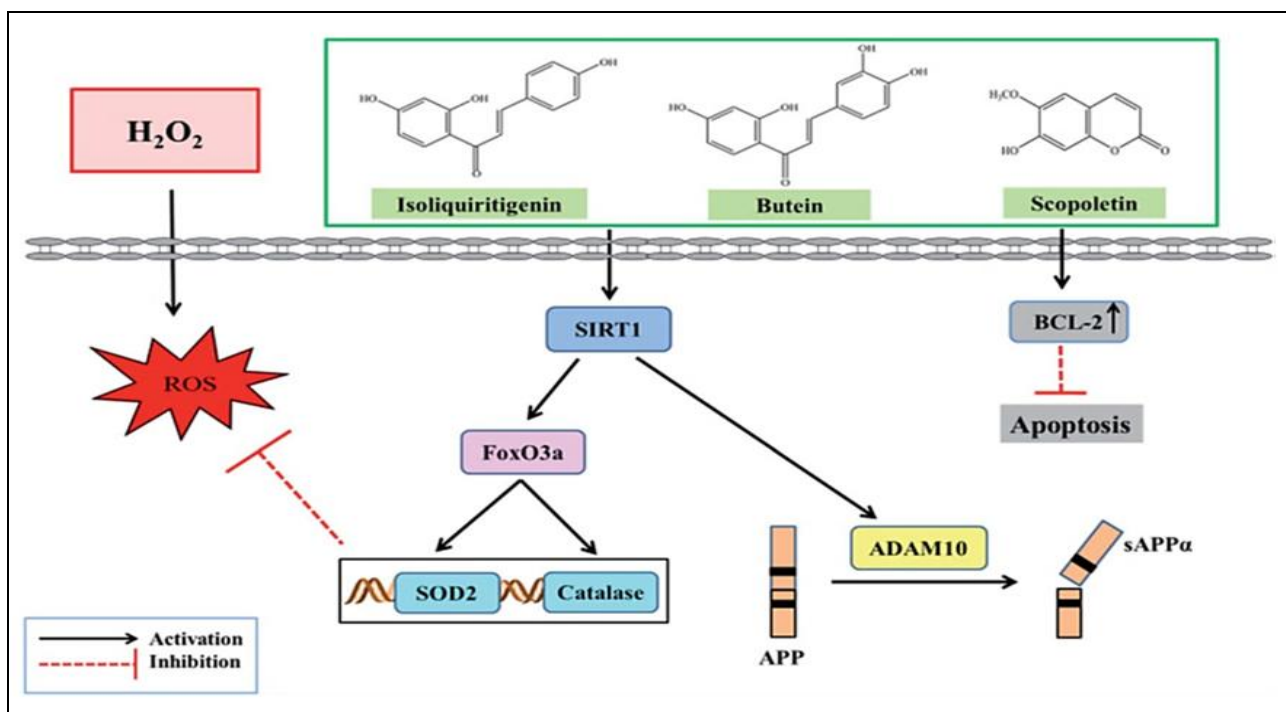 H₂O₂
OH
HO
OH
O
Isoliquiritigenin
OH
OH
HO
OH
O
Butein
H₃CO
HO
O
O
Scopoletin
SIRT1
BCL-2↑
ROS
Apoptosis
FoxO3a
ADAM10
sAPPα
SOD2
Catalase
APP
Activation
Inhibition